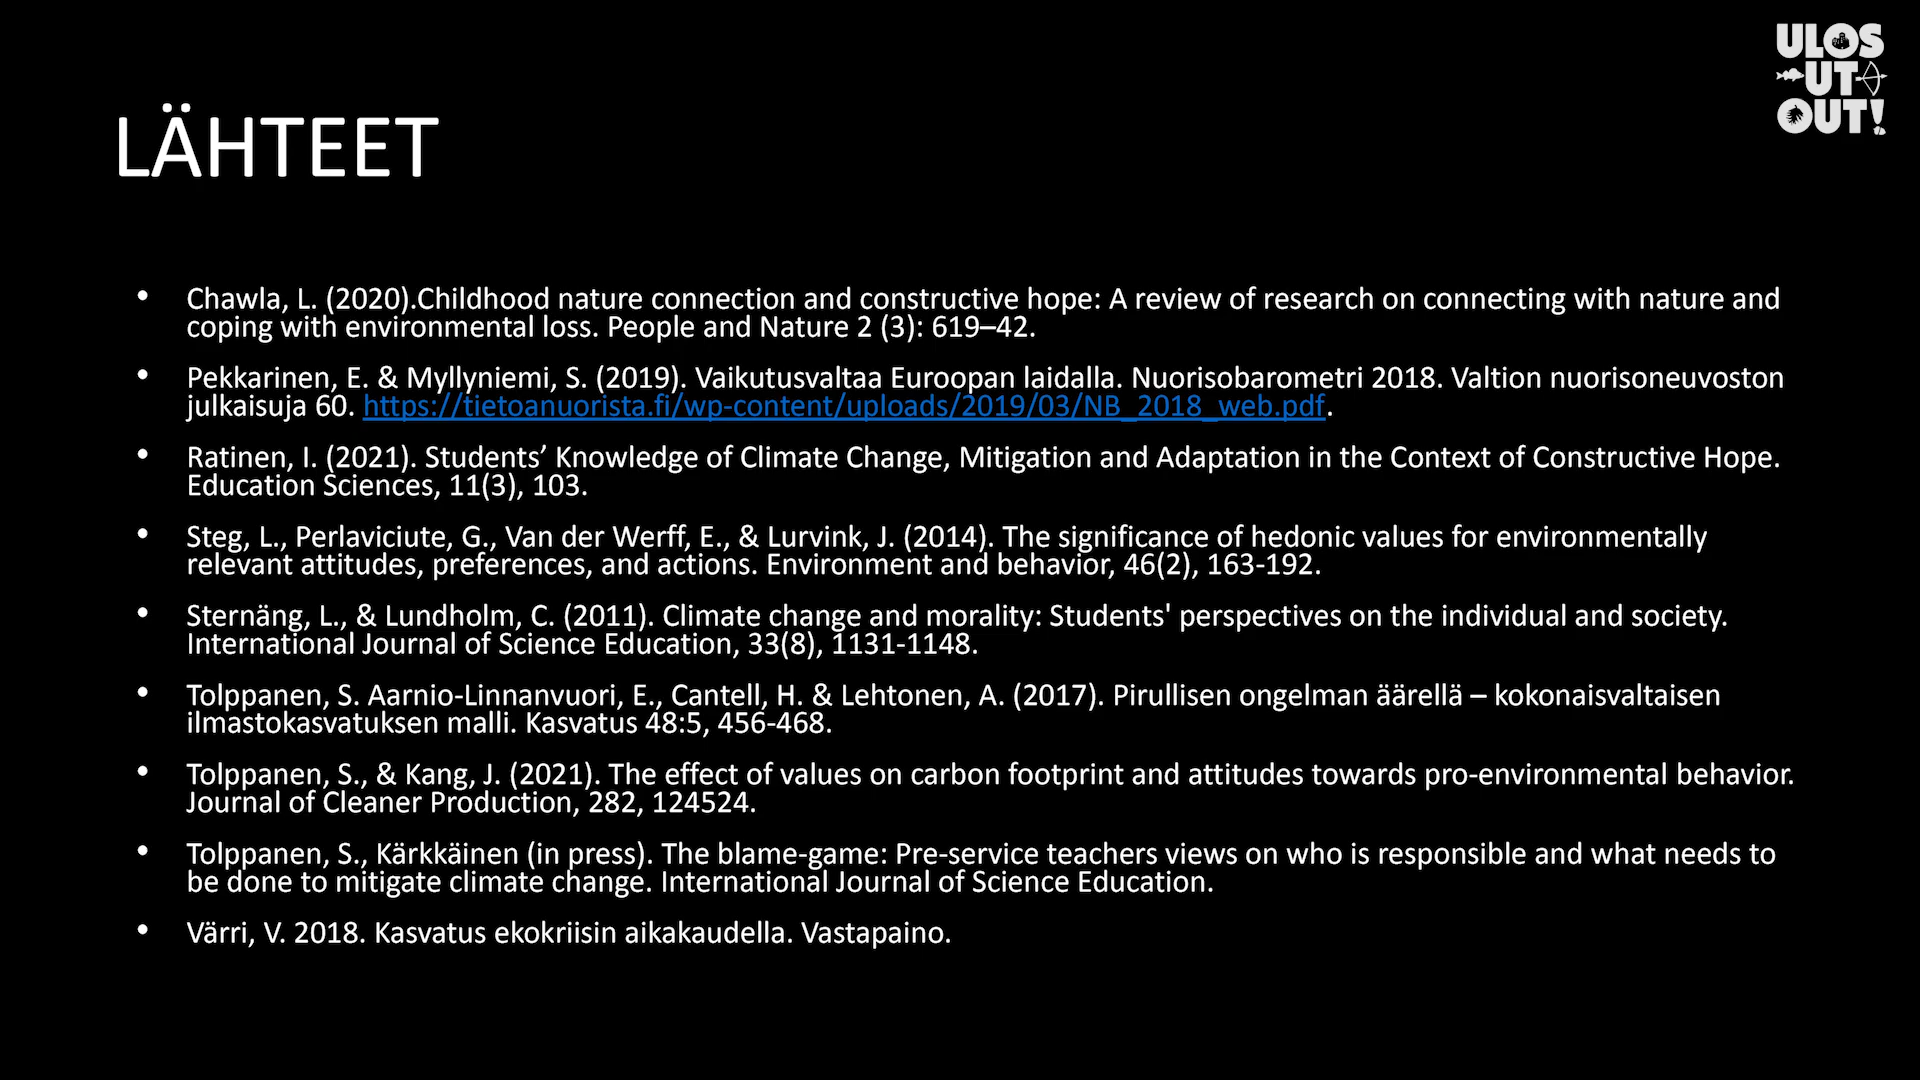 ULOS
UT
OUT!
LÄHTEET
• Chawla, L. (2020).Childhood nature connection and constructive hope: A review of research on connecting with nature and
coping with environmental loss. People and Nature 2 (3): 619–42.
• Pekkarinen, E. & Myllyniemi, S. (2019). Vaikutusvaltaa Euroopan laidalla. Nuorisobarometri 2018. Valtion nuorisoneuvoston
julkaisuja 60. https://tietoanuorista.fi/wp-content/uploads/2019/03/NB_2018_web.pdf.
• Ratinen, I. (2021). Students’ Knowledge of Climate Change, Mitigation and Adaptation in the Context of Constructive Hope.
Education Sciences, 11(3), 103.
• Steg, L., Perlaviciute, G., Van der Werff, E., & Lurvink, J. (2014). The significance of hedonic values for environmentally
relevant attitudes, preferences, and actions. Environment and behavior, 46(2), 163-192.
• Sternäng, L., & Lundholm, C. (2011). Climate change and morality: Students' perspectives on the individual and society.
International Journal of Science Education, 33(8), 1131-1148.
• Tolppanen, S. Aarnio-Linnanvuori, E., Cantell, H. & Lehtonen, A. (2017). Pirullisen ongelman äärellä – kokonaisvaltaisen
ilmastokasvatuksen malli. Kasvatus 48:5, 456-468.
• Tolppanen, S., & Kang, J. (2021). The effect of values on carbon footprint and attitudes towards pro-environmental behavior.
Journal of Cleaner Production, 282, 124524.
• Tolppanen, S., Kärkkäinen (in press). The blame-game: Pre-service teachers views on who is responsible and what needs to
be done to mitigate climate change. International Journal of Science Education.
• Värri, V. 2018. Kasvatus ekokriisin aikakaudella. Vastapaino.